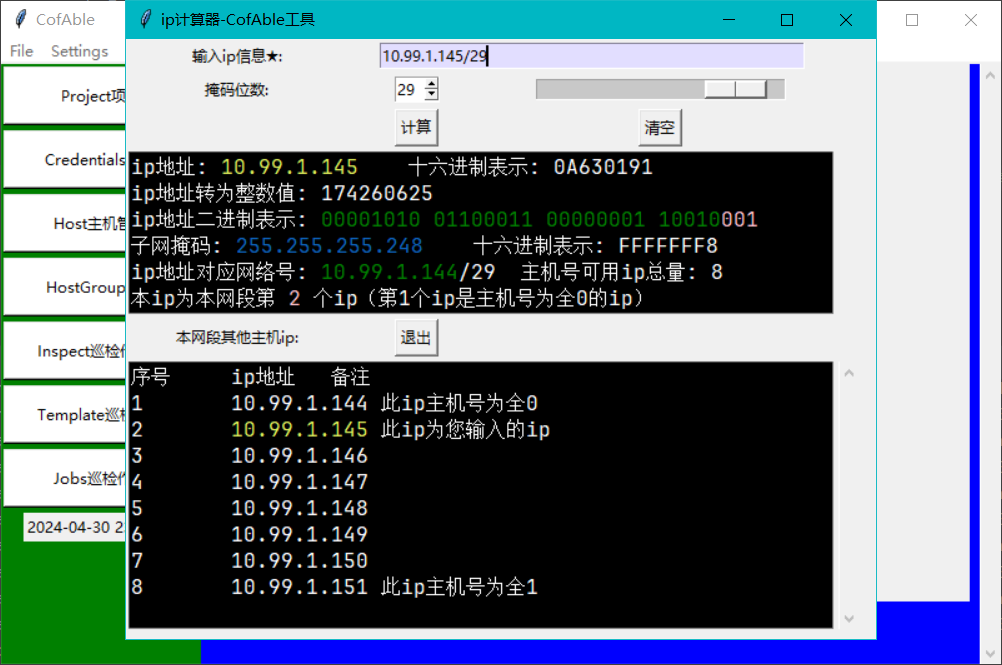 CofAble
ip计算器-CofAble工具
File Settings
输入ip信息★: 10.99.1.145/29
掩码位数: 29
计算 清空
Project项
Credentials
Host主机管
HostGroup
Inspect巡检
Template巡
Jobs巡检作
2024-04-30 2
ip地址: 10.99.1.145 十六进制表示: 0A630191
ip地址转为整数值: 174260625
ip地址二进制表示: 00001010 01100011 00000001 10010001
子网掩码: 255.255.255.248 十六进制表示: FFFFFFF8
ip地址对应网络号: 10.99.1.144/29 主机号可用ip总量: 8
本ip为本网段第 2 个ip（第1个ip是主机号为全0的ip）
本网段其他主机ip: 退出
序号 ip地址 备注
1 10.99.1.144 此ip主机号为全0
2 10.99.1.145 此ip为您输入的ip
3 10.99.1.146
4 10.99.1.147
5 10.99.1.148
6 10.99.1.149
7 10.99.1.150
8 10.99.1.151 此ip主机号为全1